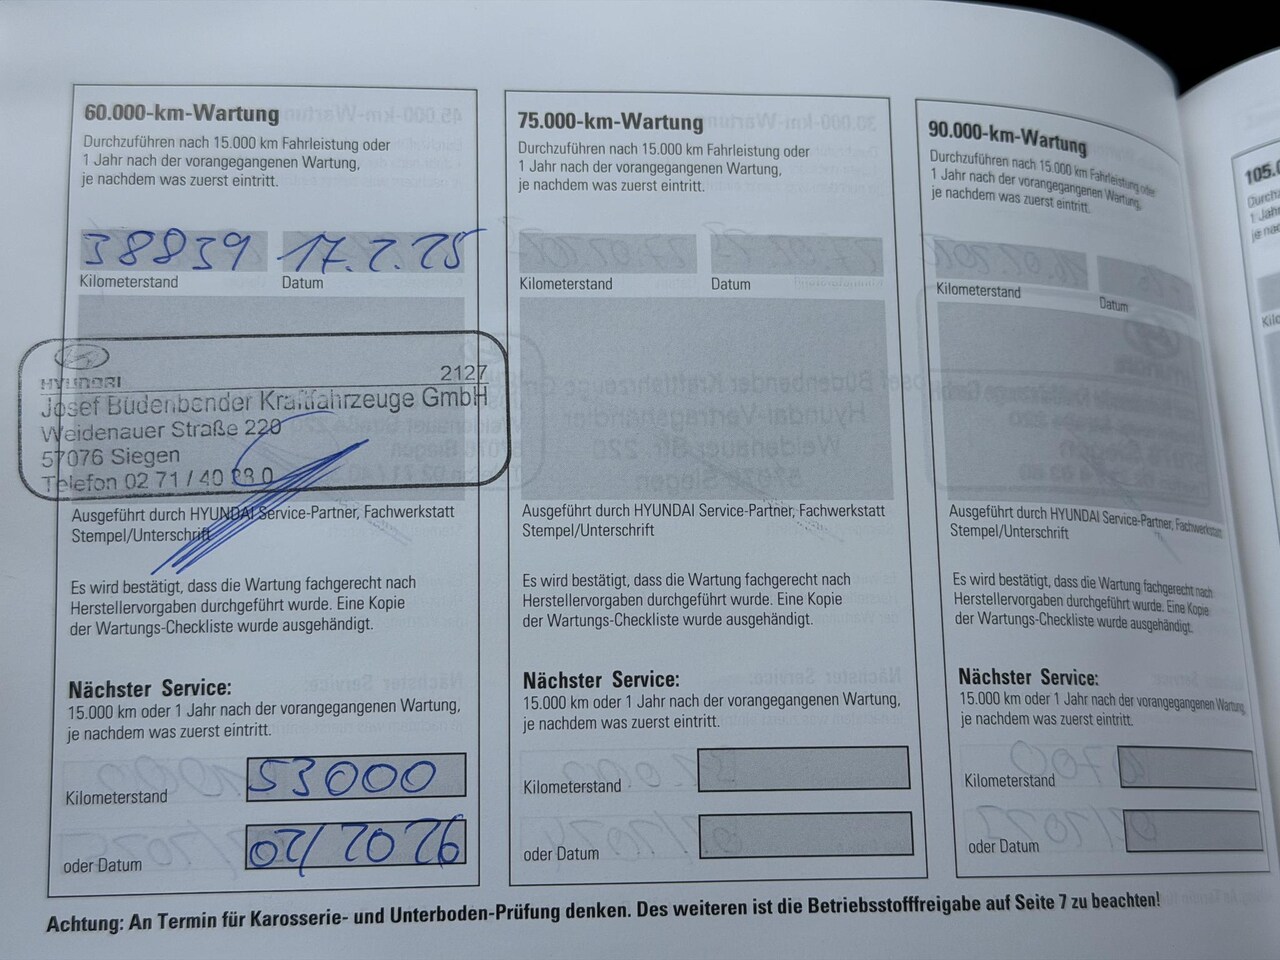 60.000-km-Wartung
Durchzuführen nach 15.000 km Fahrleistung oder
1 Jahr nach der vorangegangenen Wartung,
je nachdem was zuerst eintritt.
38839 17.2.25
Kilometerstand Datum
HYUNDAI 2127
Josef Büdenbender Kraftfahrzeuge GmbH
Weidenauer Straße 220
57076 Siegen
Telefon 02 71 / 40
Ausgeführt durch HYUNDAI Service-Partner, Fachwerkstatt
Stempel/Unterschrift
Es wird bestätigt, dass die Wartung fachgerecht nach
Herstellervorgaben durchgeführt wurde. Eine Kopie
der Wartungs-Checkliste wurde ausgehändigt.
Nächster Service:
15.000 km oder 1 Jahr nach der vorangegangenen Wartung,
je nachdem was zuerst eintritt.
Kilometerstand 53000
oder Datum 02/2026
75.000-km-Wartung
Durchzuführen nach 15.000 km Fahrleistung oder
1 Jahr nach der vorangegangenen Wartung,
je nachdem was zuerst eintritt.
Kilometerstand Datum
Ausgeführt durch HYUNDAI Service-Partner, Fachwerkstatt
Stempel/Unterschrift
Es wird bestätigt, dass die Wartung fachgerecht nach
Herstellervorgaben durchgeführt wurde. Eine Kopie
der Wartungs-Checkliste wurde ausgehändigt.
Nächster Service:
15.000 km oder 1 Jahr nach der vorangegangenen Wartung,
je nachdem was zuerst eintritt.
Kilometerstand
oder Datum
90.000-km-Wartung
Durchzuführen nach 15.000 km Fahrleistung oder
1 Jahr nach der vorangegangenen Wartung,
je nachdem was zuerst eintritt.
Kilometerstand Datum
Ausgeführt durch HYUNDAI Service-Partner, Fachwerkstatt
Stempel/Unterschrift
Es wird bestätigt, dass die Wartung fachgerecht nach
Herstellervorgaben durchgeführt wurde. Eine Kopie
der Wartungs-Checkliste wurde ausgehändigt.
Nächster Service:
15.000 km oder 1 Jahr nach der vorangegangenen Wartung,
je nachdem was zuerst eintritt.
Kilometerstand
oder Datum
Achtung: An Termin für Karosserie- und Unterboden-Prüfung denken. Des weiteren ist die Betriebsstofffreigabe auf Seite 7 zu beachten!